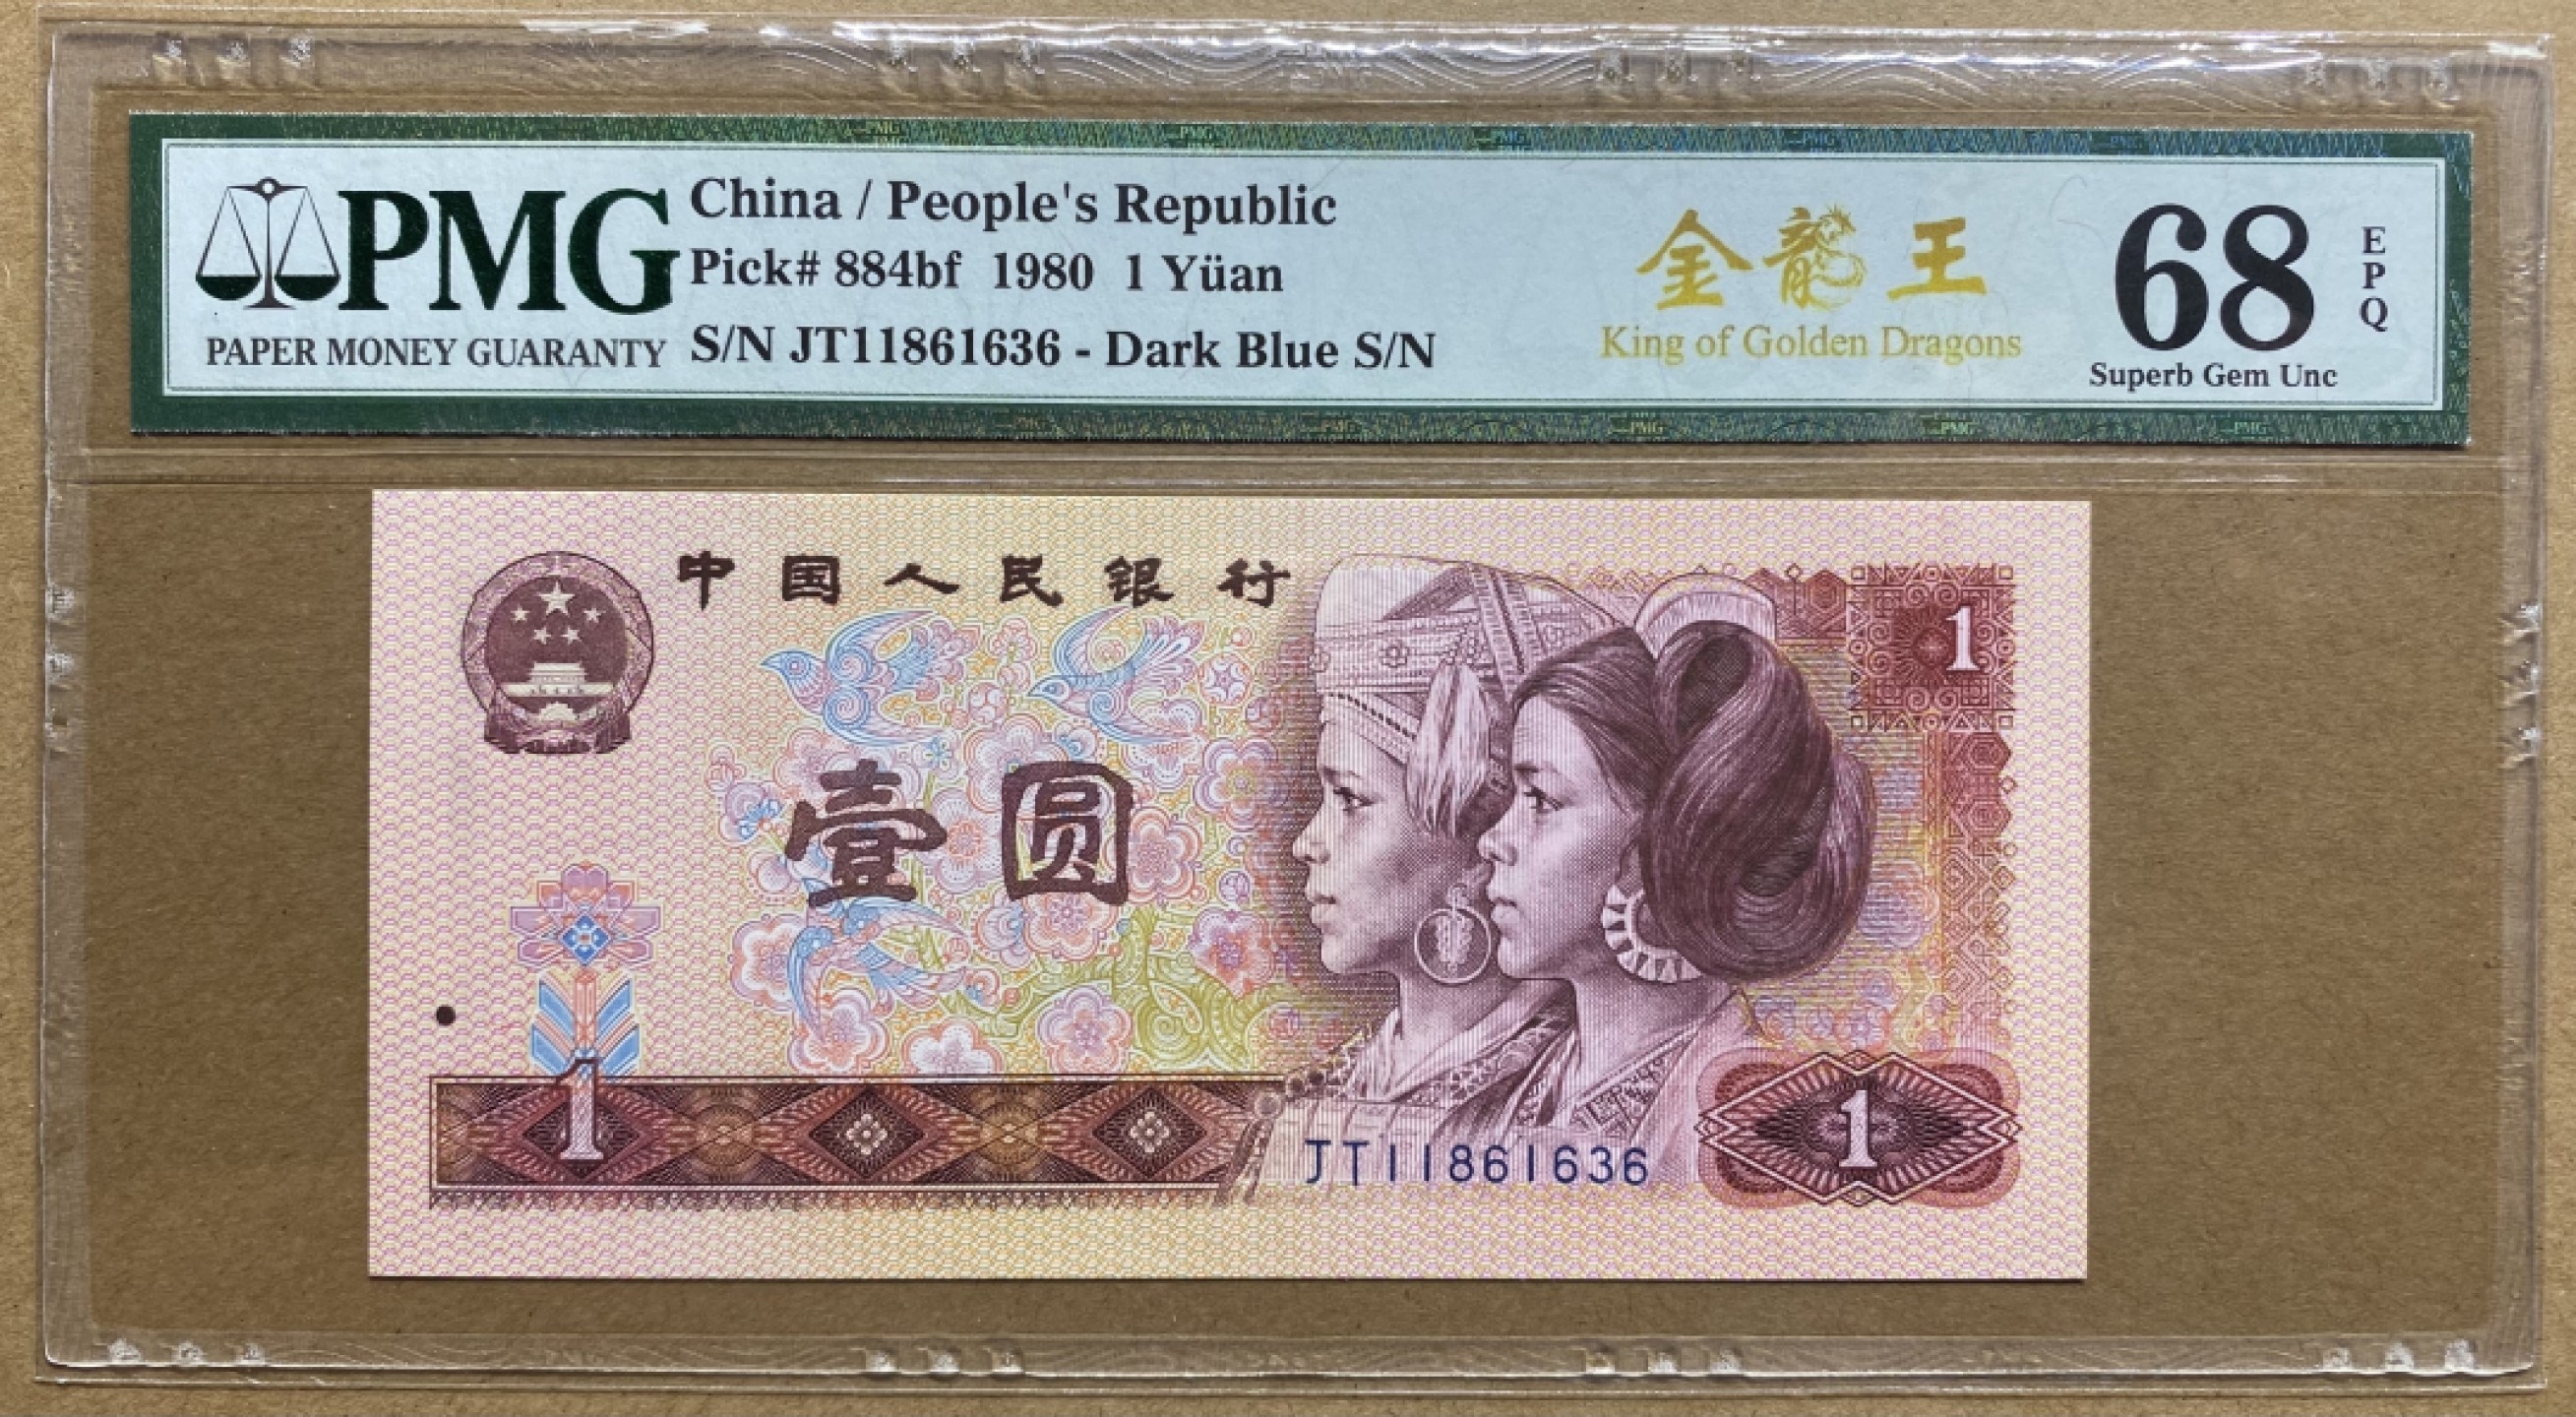 PMG
PAPER MONEY GUARANTY
China / People's Republic
Pick# 884bf 1980 1 Yüan
S/N JT11861636 - Dark Blue S/N
金龍王
King of Golden Dragons
68
EPQ
Superb Gem Unc
中国人民银行
1
壹圆
1
1
JT11861636